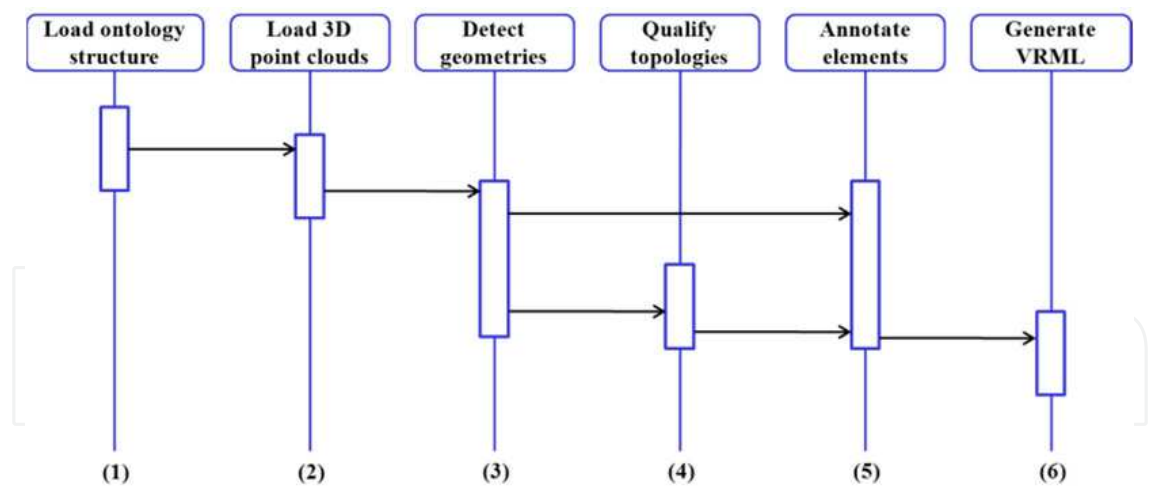 Load ontology
structure
Load 3D
point clouds
Detect
geometries
Qualify
topologies
Annotate
elements
Generate
VRML
(1)
(2)
(3)
(4)
(5)
(6)